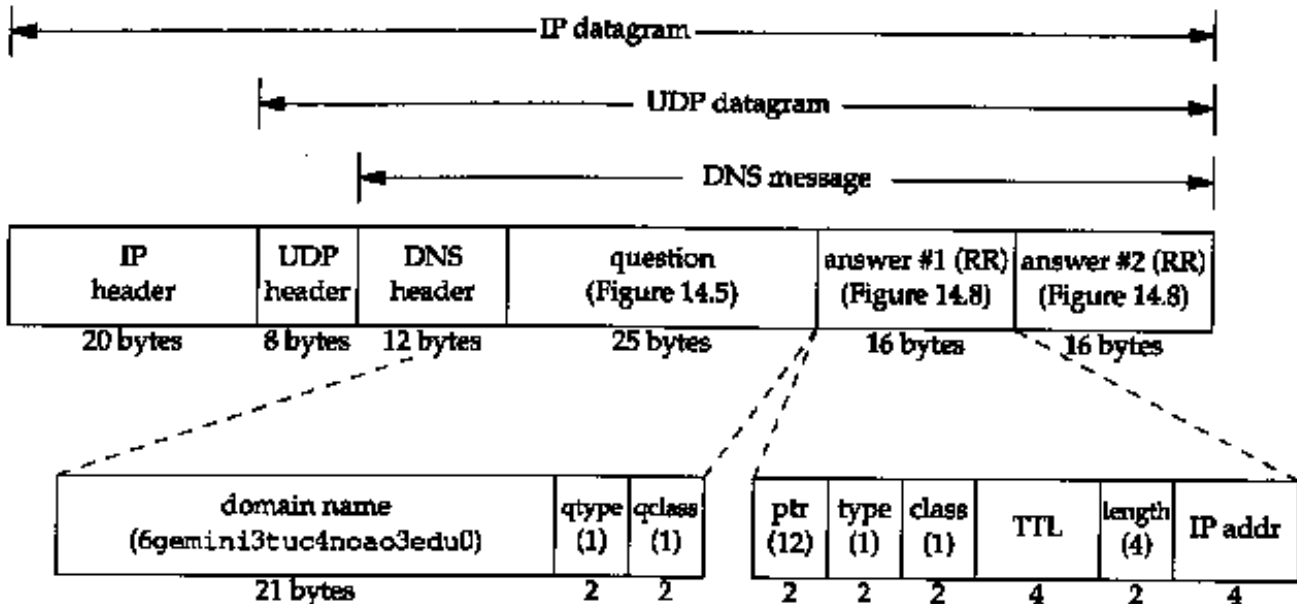 IP datagram
UDP datagram
DNS message
IP header
UDP header
DNS header
question (Figure 14.5)
answer #1 (RR) (Figure 14.8)
answer #2 (RR) (Figure 14.8)
20 bytes
8 bytes
12 bytes
25 bytes
16 bytes
16 bytes
domain name (6gemini3tuc4noao3edu0)
qtype (1)
qclass (1)
ptr (12)
type (1)
class (1)
TTL
length (4)
IP addr
21 bytes
2
2
2
2
2
4
2
4